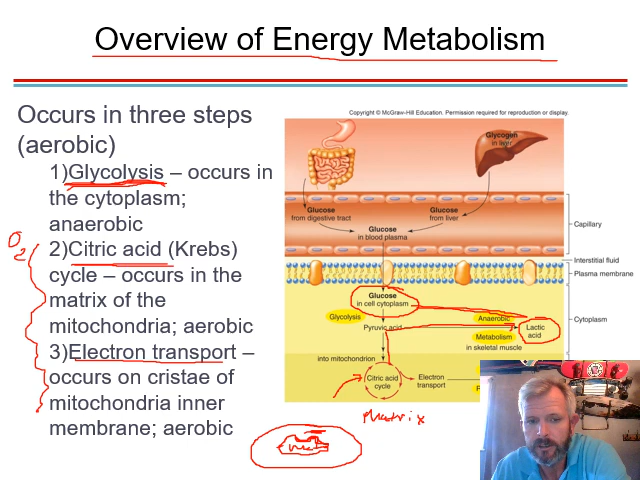 Overview of Energy Metabolism
Occurs in three steps
(aerobic)
1)Glycolysis – occurs in
the cytoplasm;
anaerobic
2)Citric acid (Krebs)
cycle – occurs in the
matrix of the
mitochondria; aerobic
3)Electron transport –
occurs on cristae of
mitochondria inner
membrane; aerobic
O2
Copyright © McGraw-Hill Education. Permission required for reproduction or display.
Glycogen
in liver
Glucose
from digestive tract
Glucose
from liver
Glucose
in blood plasma
Capillary
Interstitial fluid
Plasma membrane
Glucose
in cell cytoplasm
Glycolysis
Anaerobic
Cytoplasm
Pyruvic acid
Lactic
acid
Metabolism
in skeletal muscle
into mitochondrion
Citric acid
cycle
Electron
transport